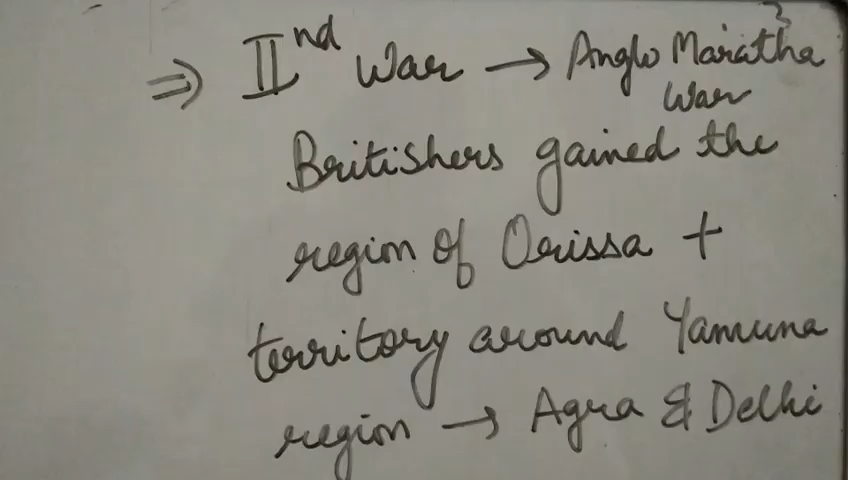 ⇒ IInd War → Anglo Maratha
War
Britishers gained the
region of Orissa +
territory around Yamuna
region → Agra & Delhi